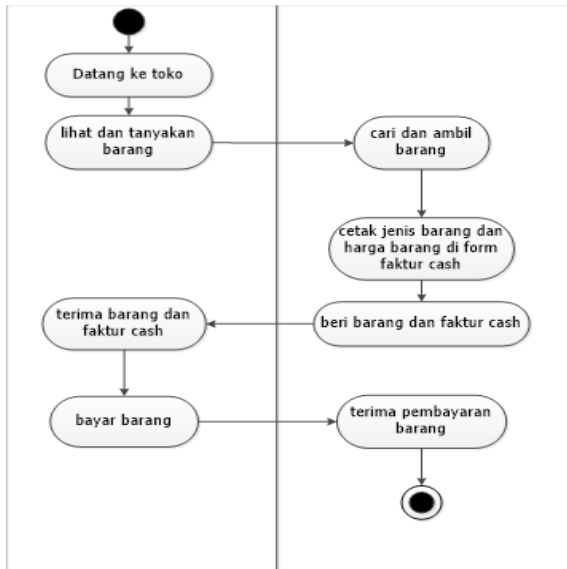 Datang ke toko
lihat dan tanyakan
barang
cari dan ambil
barang
cetak jenis barang dan
harga barang di form
faktur cash
beri barang dan faktur cash
terima barang dan
faktur cash
bayar barang
terima pembayaran
barang